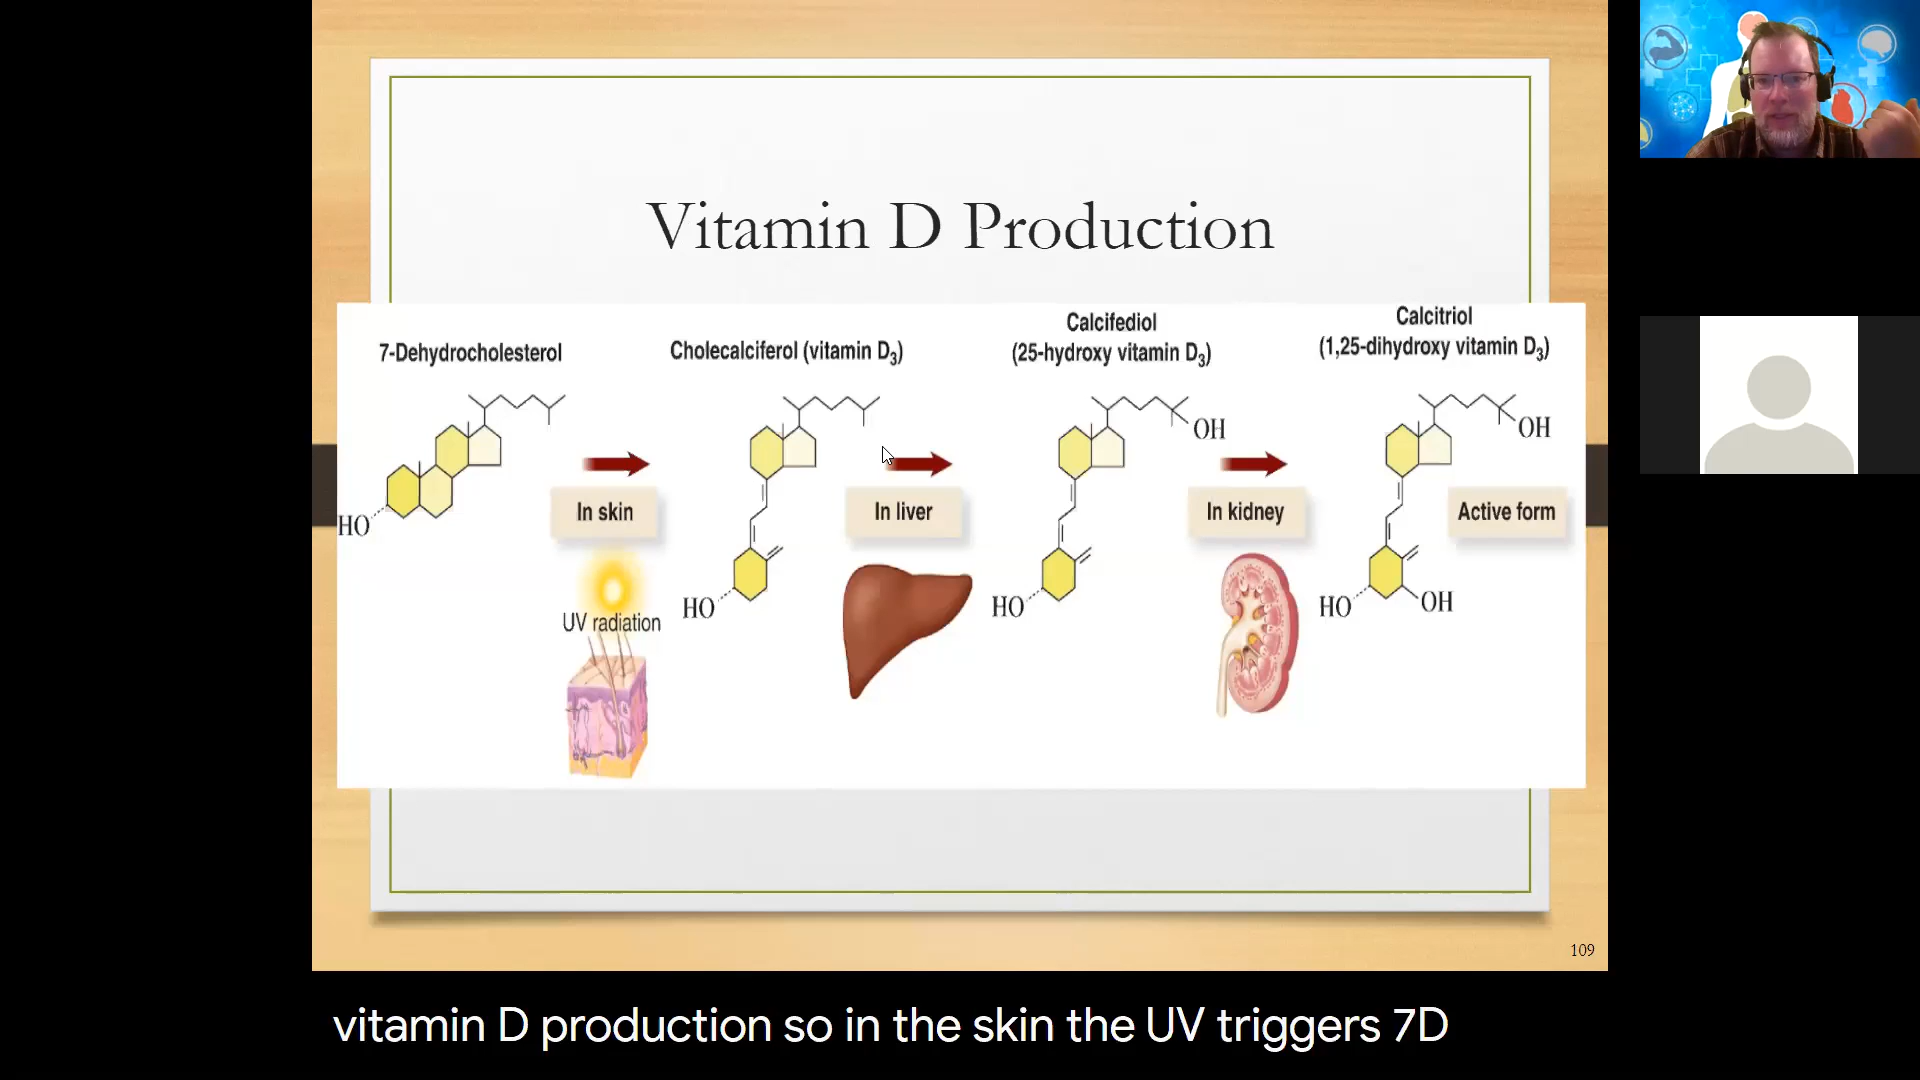 Vitamin D Production
7-Dehydrocholesterol
Cholecalciferol (vitamin D3)
Calcifediol
(25-hydroxy vitamin D3)
Calcitriol
(1,25-dihydroxy vitamin D3)
HO
In skin
UV radiation
HO
In liver
OH
HO
In kidney
OH
HO
OH
Active form
109
vitamin D production so in the skin the UV triggers 7D